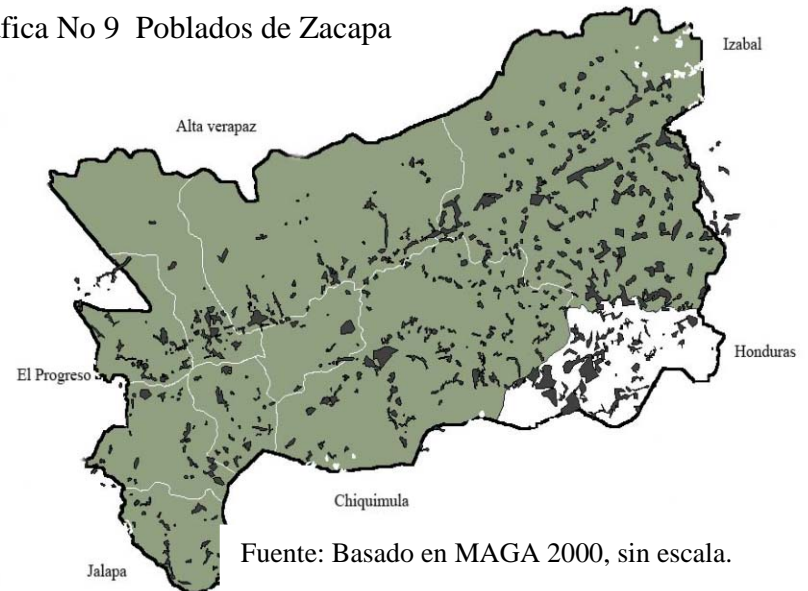 áfica No 9 Poblados de Zacapa
Izabal
Alta verapaz
Honduras
El Progreso
Chiquimula
Fuente: Basado en MAGA 2000, sin escala.
Jalapa